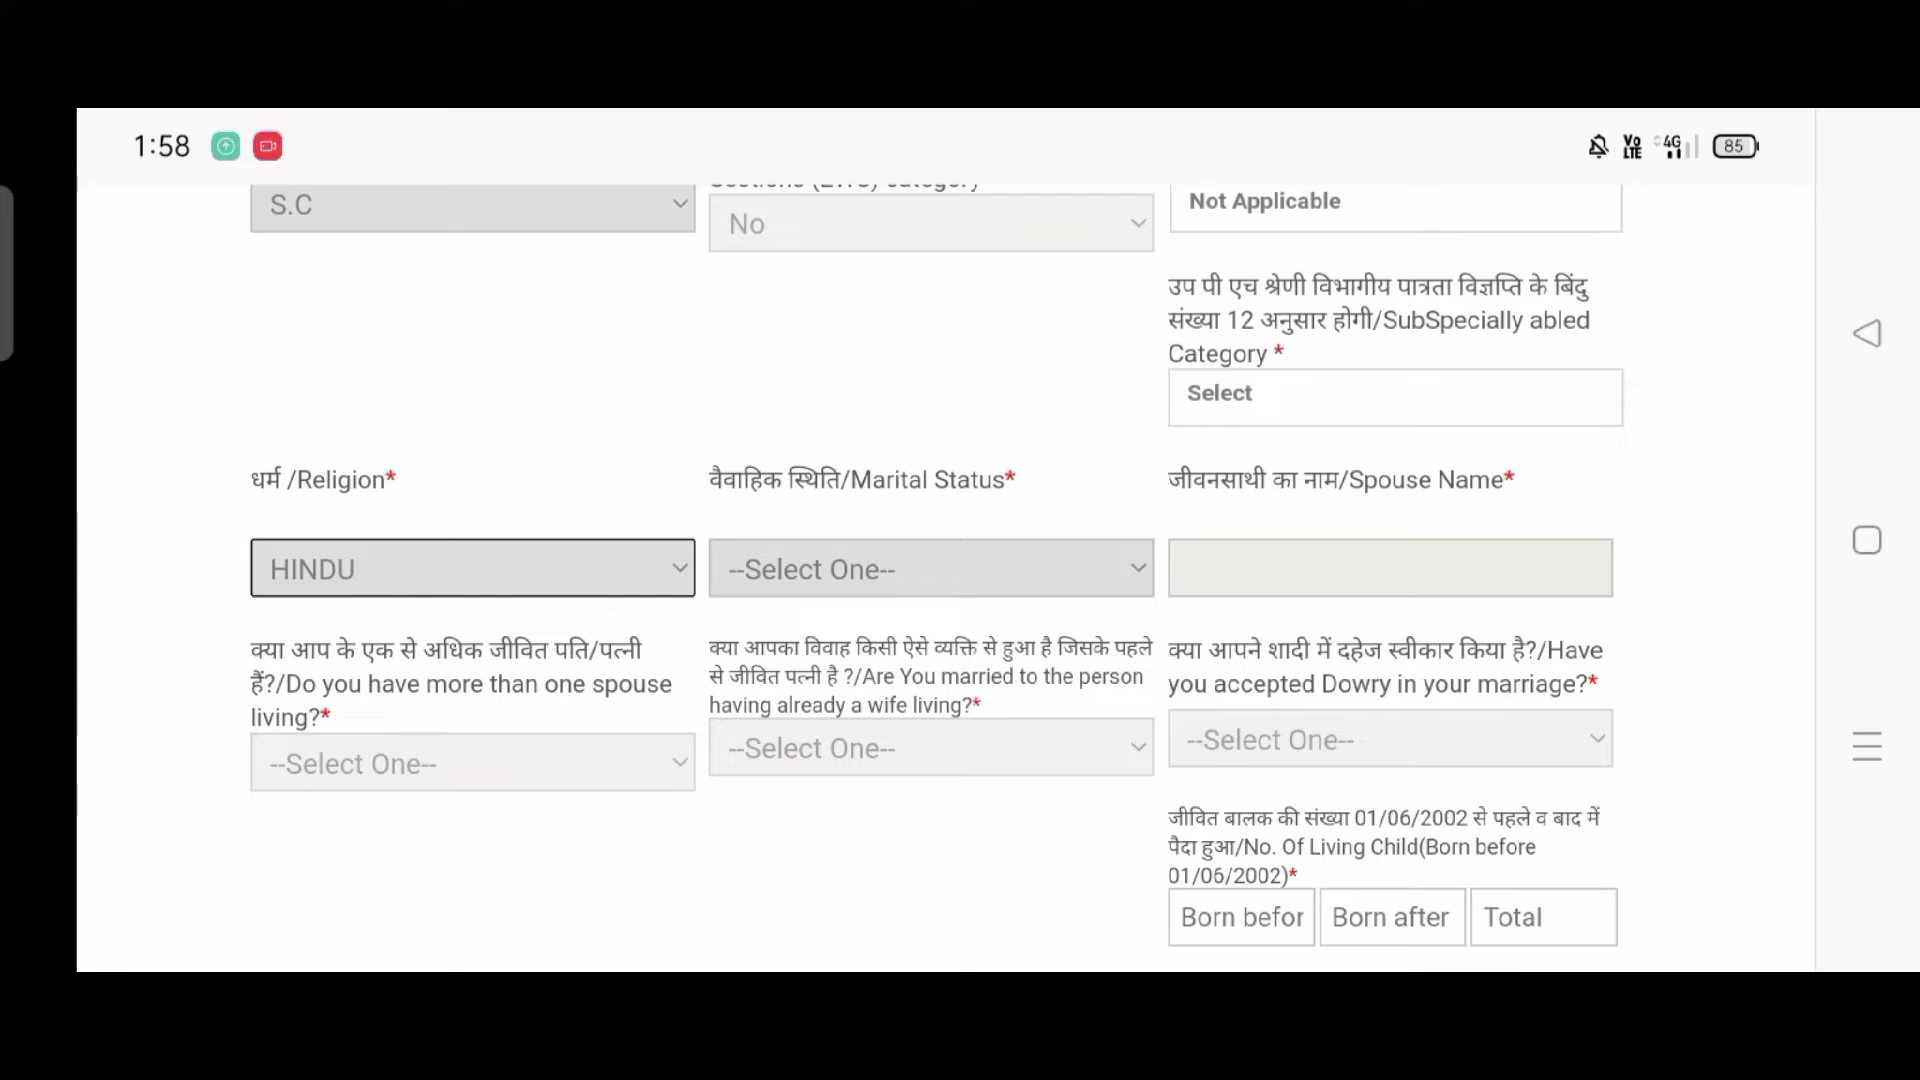 1:58
Vo LTE 4G 85
S.C
No
Not Applicable
उप पी एच श्रेणी विभागीय पात्रता विज्ञप्ति के बिंदु
संख्या 12 अनुसार होगी/SubSpecially abled
Category *
Select
धर्म /Religion*
वैवाहिक स्थिति/Marital Status*
जीवनसाथी का नाम/Spouse Name*
HINDU
--Select One--
क्या आप के एक से अधिक जीवित पति/पत्नी
हैं?/Do you have more than one spouse
living?*
--Select One--
क्या आपका विवाह किसी ऐसे व्यक्ति से हुआ है जिसके पहले
से जीवित पत्नी है ?/Are You married to the person
having already a wife living?*
--Select One--
क्या आपने शादी में दहेज स्वीकार किया है?/Have
you accepted Dowry in your marriage?*
--Select One--
जीवित बालक की संख्या 01/06/2002 से पहले व बाद में
पैदा हुआ/No. Of Living Child(Born before
01/06/2002)*
Born befor
Born after
Total